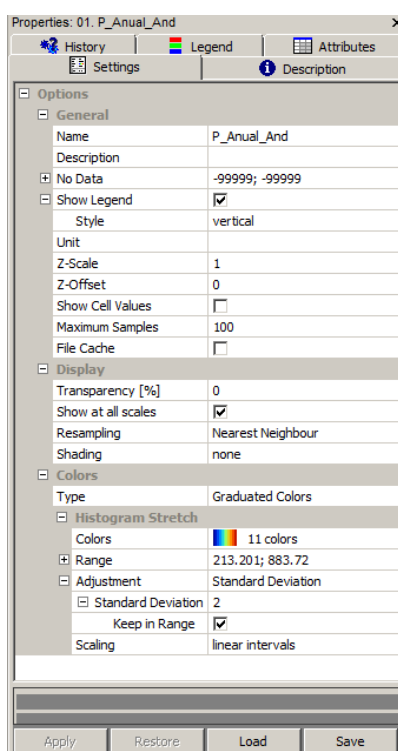 Properties: 01. P_Anual_And
History Legend Attributes
Settings Description
Options
General
Name P_Anual_And
Description
No Data -99999; -99999
Show Legend
Style vertical
Unit
Z-Scale 1
Z-Offset 0
Show Cell Values
Maximum Samples 100
File Cache
Display
Transparency [%] 0
Show at all scales
Resampling Nearest Neighbour
Shading none
Colors
Type Graduated Colors
Histogram Stretch
Colors 11 colors
Range 213.201; 883.72
Adjustment Standard Deviation
Standard Deviation 2
Keep in Range
Scaling linear intervals
Apply Restore Load Save